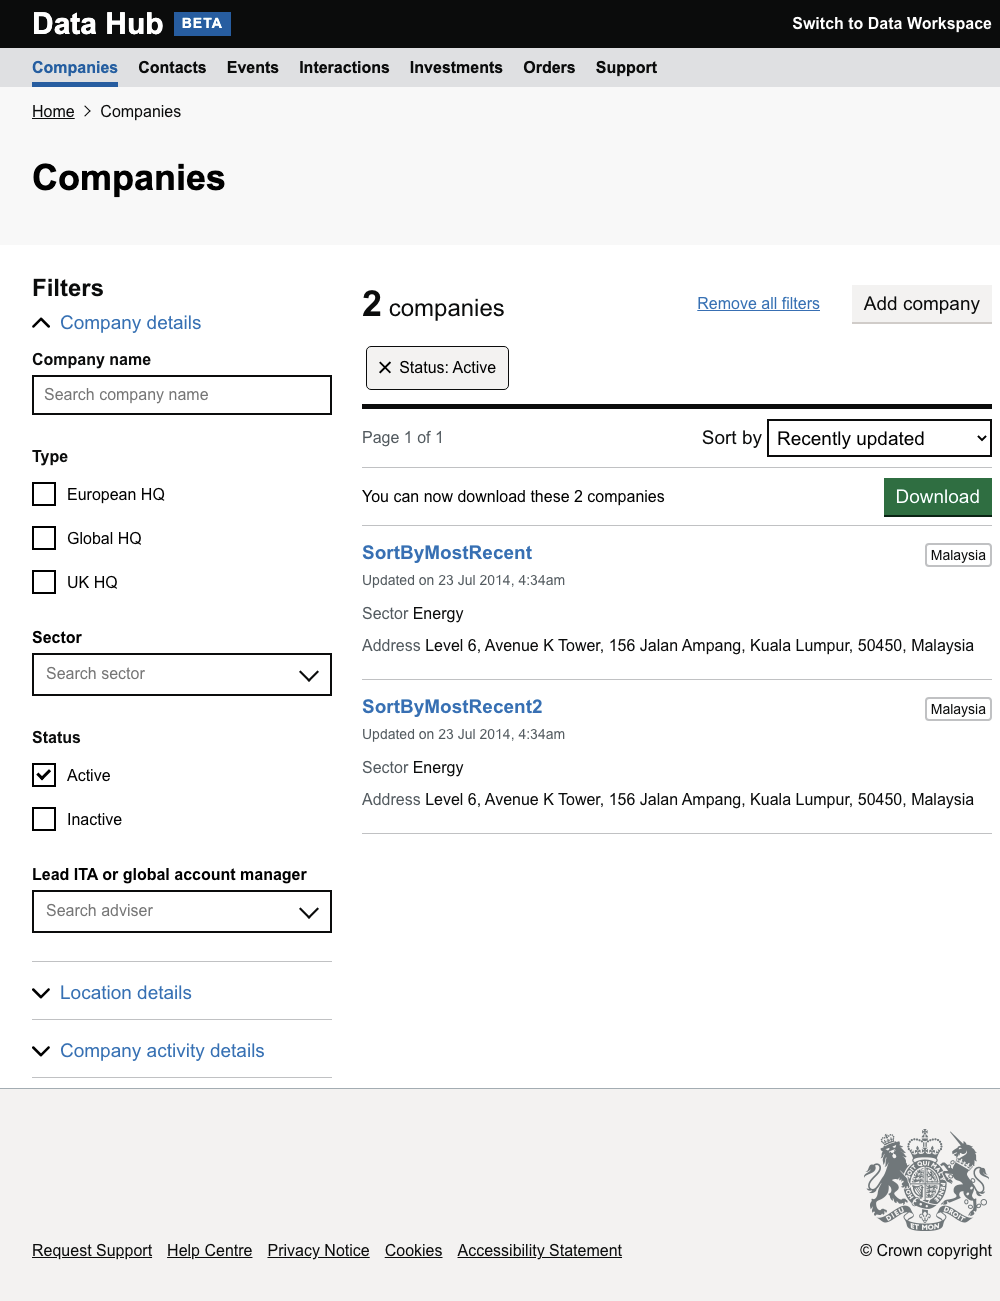 Data Hub BETA Switch to Data Workspace
Companies Contacts Events Interactions Investments Orders Support
Home Companies
Companies
Filters
Company details
Company name
Search company name
Type
European HQ
Global HQ
UK HQ
Sector
Search sector
Status
Active
Inactive
Lead ITA or global account manager
Search adviser
Location details
Company activity details
2 companies Remove all filters Add company
Status: Active
Page 1 of 1 Sort by Recently updated
You can now download these 2 companies Download
SortByMostRecent Malaysia
Updated on 23 Jul 2014, 4:34am
Sector Energy
Address Level 6, Avenue K Tower, 156 Jalan Ampang, Kuala Lumpur, 50450, Malaysia
SortByMostRecent2 Malaysia
Updated on 23 Jul 2014, 4:34am
Sector Energy
Address Level 6, Avenue K Tower, 156 Jalan Ampang, Kuala Lumpur, 50450, Malaysia
DIEU ET MON DROIT
Request Support Help Centre Privacy Notice Cookies Accessibility Statement © Crown copyright